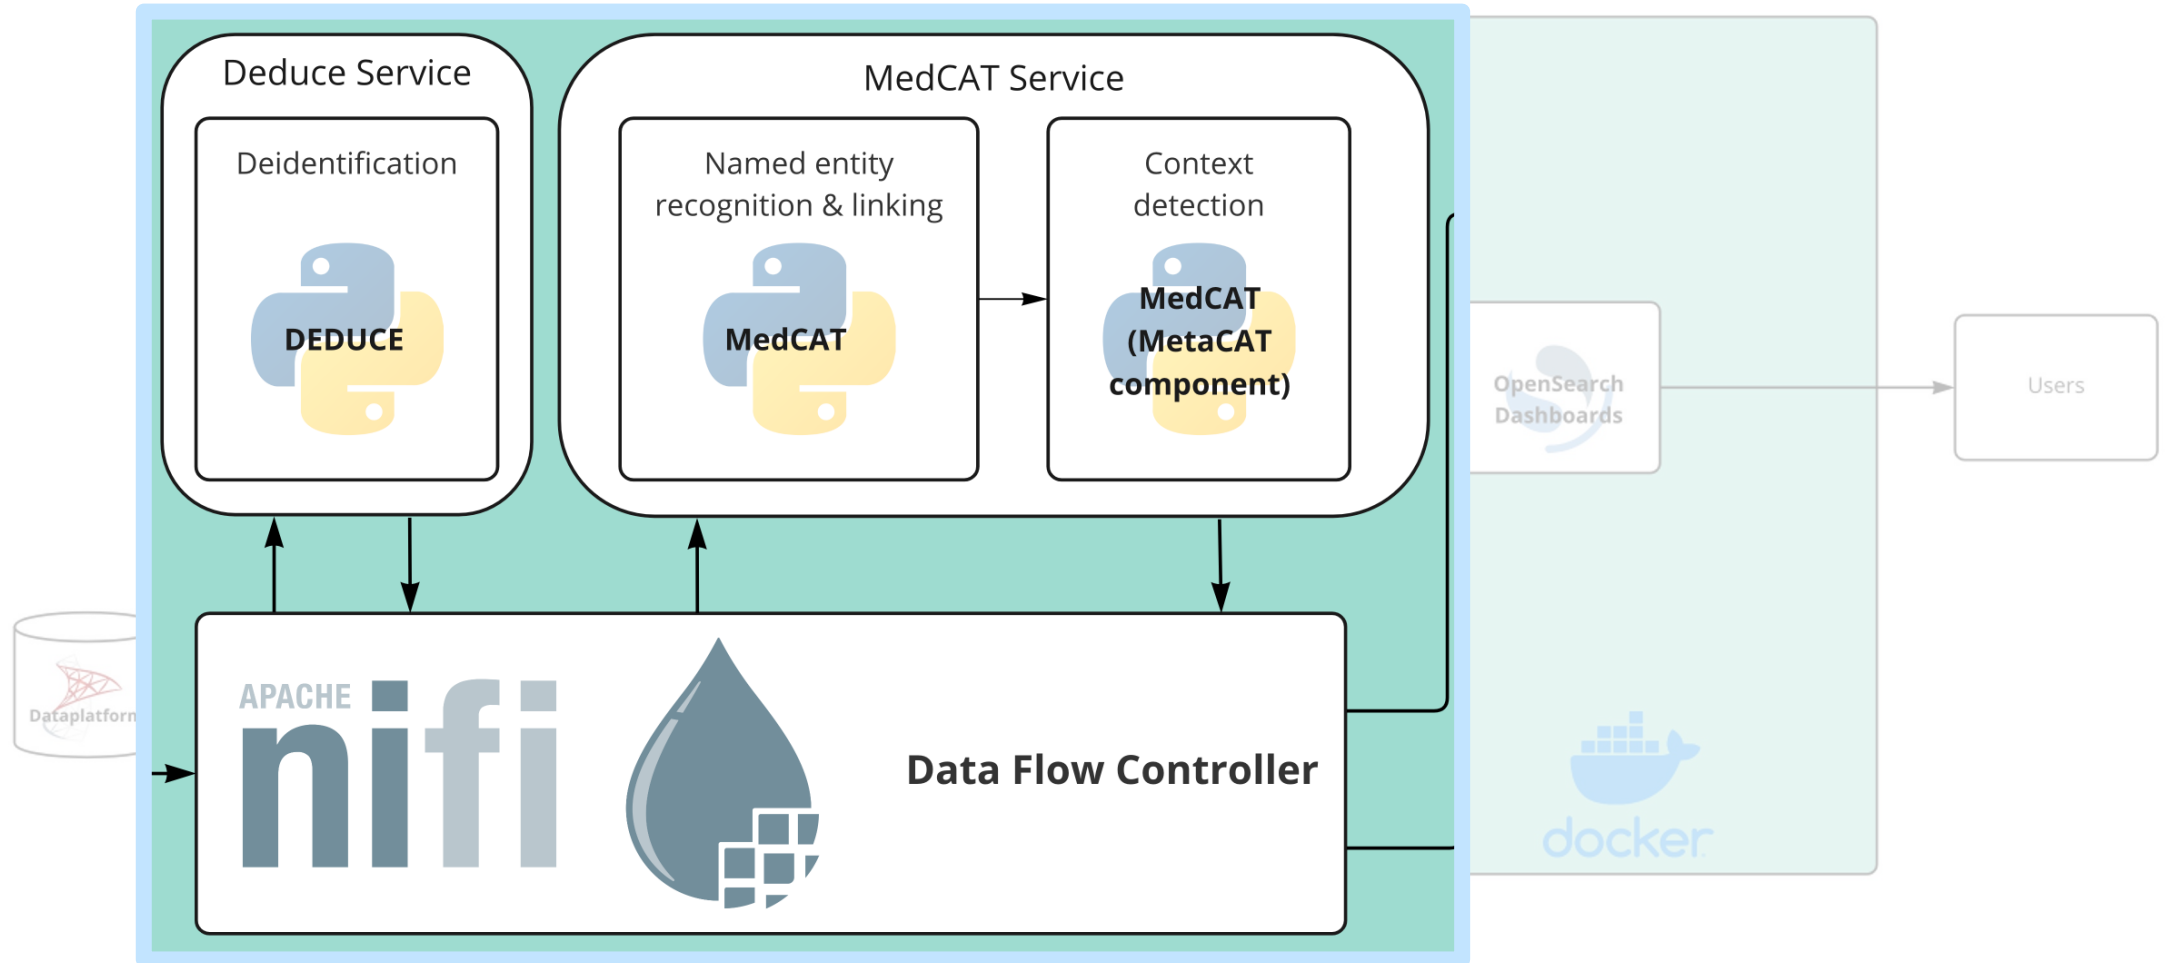 Deduce Service
Deidentification
DEDUCE
MedCAT Service
Named entity
recognition & linking
MedCAT
Context
detection
MedCAT
(MetaCAT
component)
OpenSearch
Dashboards
Users
Dataplatform
APACHE
nifi
Data Flow Controller
docker